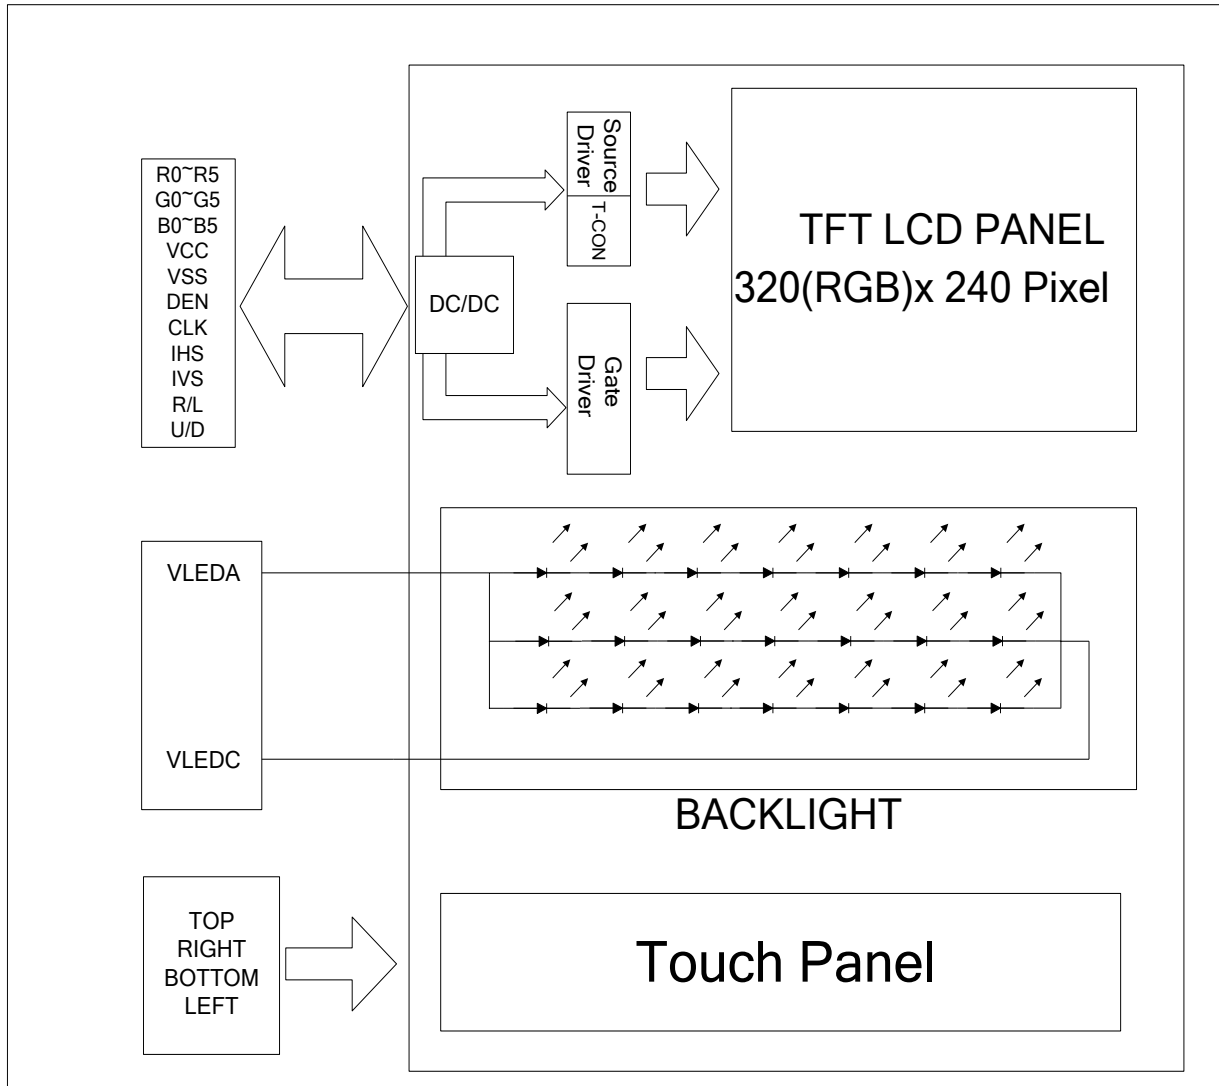 R0~R5
G0~G5
B0~B5
VCC
VSS
DEN
CLK
IHS
IVS
R/L
U/D
DC/DC
Source
Driver
T-CON
Gate
Driver
TFT LCD PANEL
320(RGB)x 240 Pixel
VLEDA
VLEDC
BACKLIGHT
TOP
RIGHT
BOTTOM
LEFT
Touch Panel